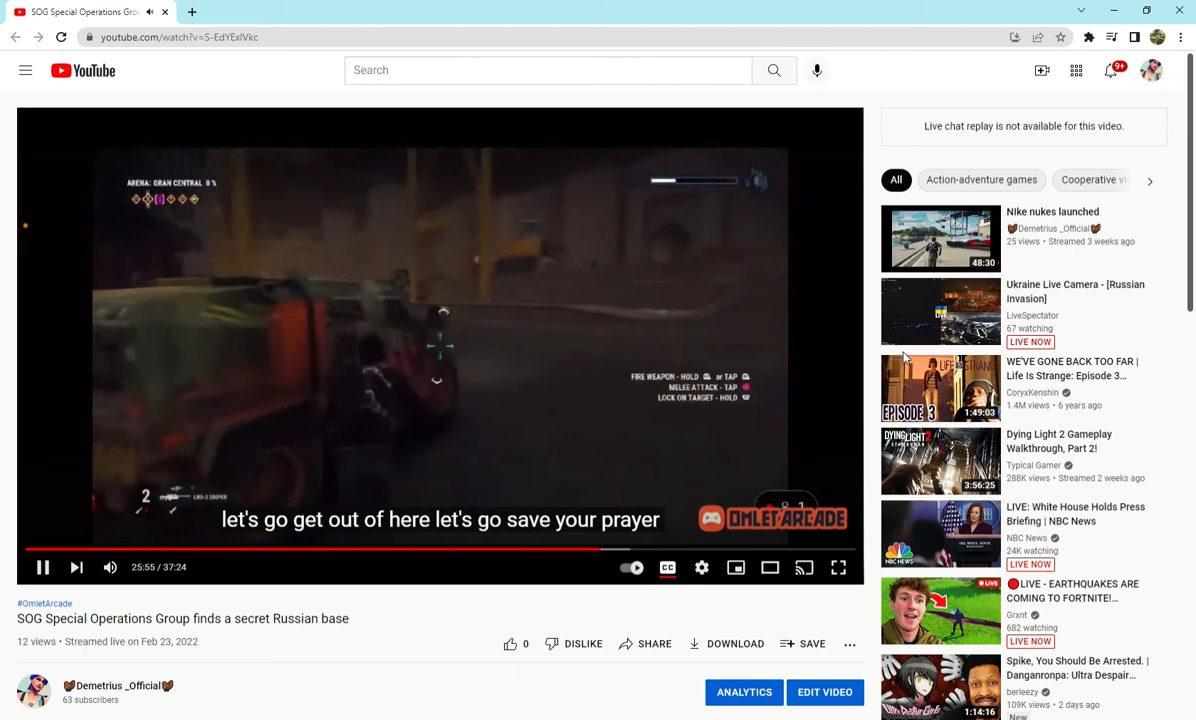 SOG Special Operations Grou
youtube.com/watch?v=S-EdYExlVkc
YouTube
Search
9+
Live chat replay is not available for this video.
All
Action-adventure games
Cooperative vi
ARENA: GRAN CENTRAL 0 %
FIRE WEAPON - HOLD or TAP
MELEE ATTACK - TAP
LOCK ON TARGET - HOLD
2
let's go get out of here let's go save your prayer
OMLET ARCADE
25:55 / 37:24
CC
#OmletArcade
SOG Special Operations Group finds a secret Russian base
12 views • Streamed live on Feb 23, 2022
0
DISLIKE
SHARE
DOWNLOAD
SAVE
Demetrius _Official
63 subscribers
ANALYTICS
EDIT VIDEO
48:30
NIke nukes launched
Demetrius _Official
25 views • Streamed 3 weeks ago
Ukraine Live Camera - [Russian
Invasion]
LiveSpectator
67 watching
LIVE NOW
EPISODE 3
1:49:03
WE'VE GONE BACK TOO FAR |
Life Is Strange: Episode 3...
CoryxKenshin
1.4M views • 6 years ago
DYING LIGHT 2
3:56:25
Dying Light 2 Gameplay
Walkthrough, Part 2!
Typical Gamer
288K views • Streamed 2 weeks ago
NBC NEWS
LIVE: White House Holds Press
Briefing | NBC News
NBC News
24K watching
LIVE NOW
LIVE
LIVE - EARTHQUAKES ARE
COMING TO FORTNITE!...
Grxnt
682 watching
LIVE NOW
1:14:16
Spike, You Should Be Arrested. |
Danganronpa: Ultra Despair...
berleezy
109K views • 2 days ago
New